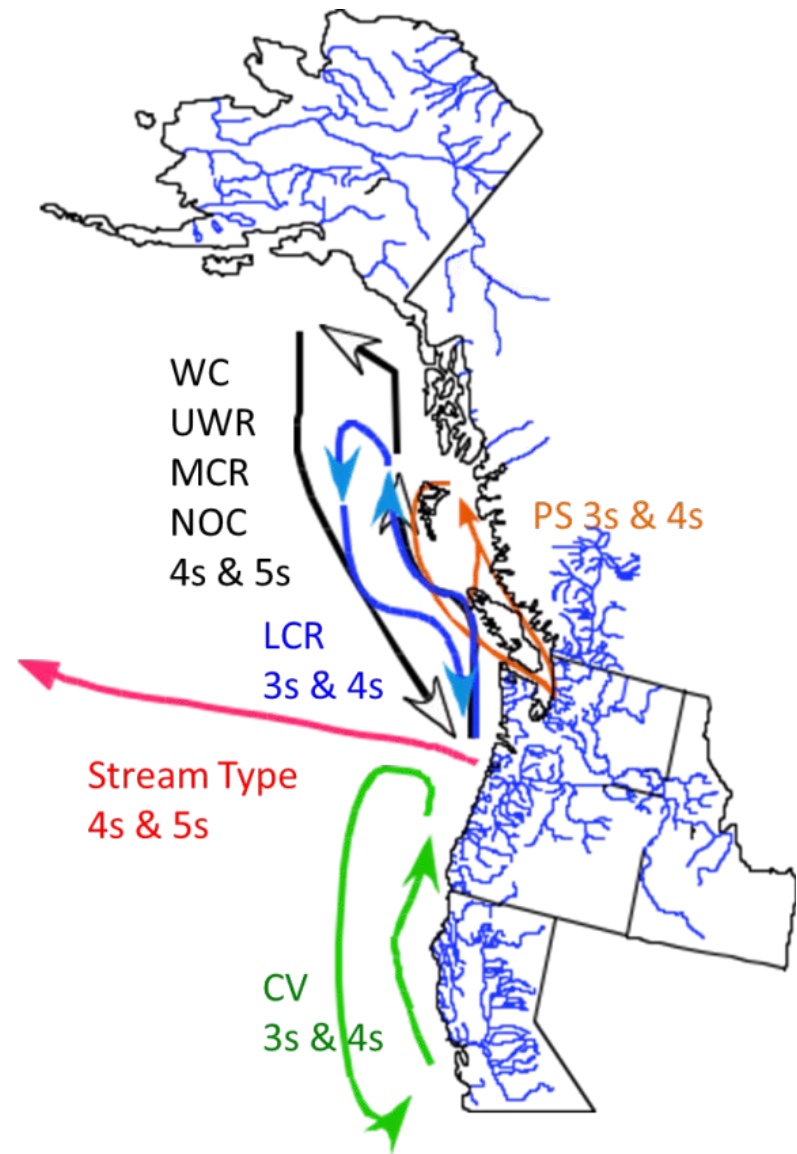 WC
UWR
MCR
NOC
4s & 5s
PS 3s & 4s
LCR
3s & 4s
Stream Type
4s & 5s
CV
3s & 4s